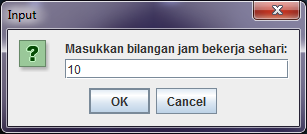 Input
Masukkan bilangan jam bekerja sehari:
?
10
OK
Cancel